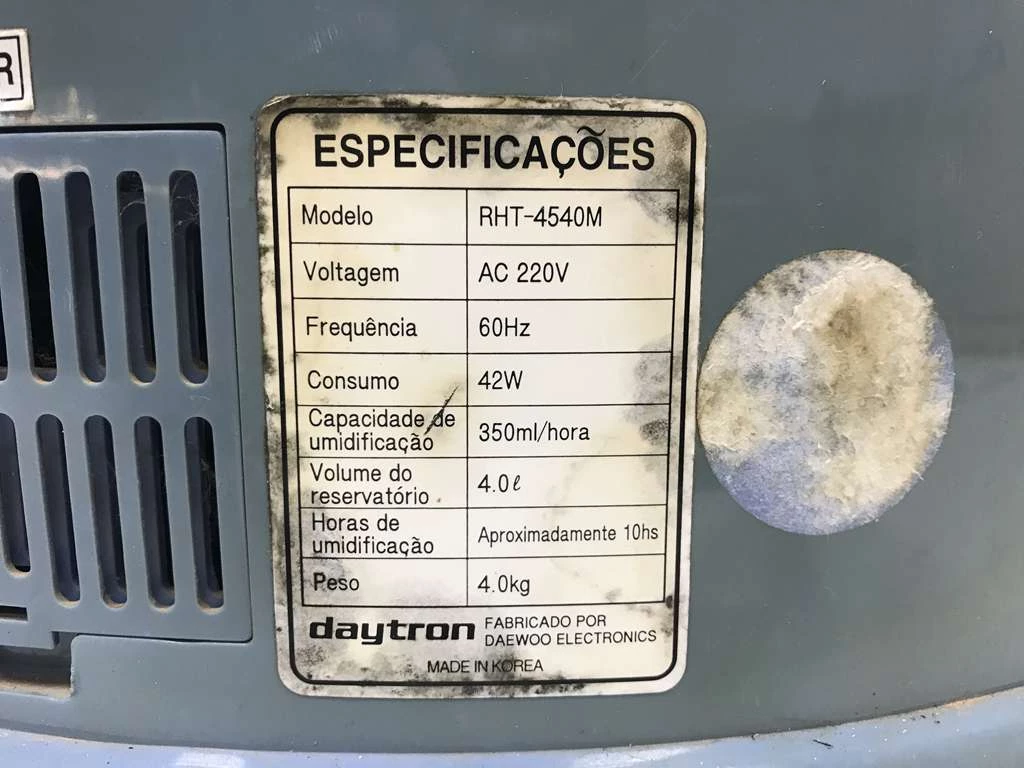 R
ESPECIFICAÇÕES
Modelo RHT-4540M
Voltagem AC 220V
Frequência 60Hz
Consumo 42W
Capacidade de
umidificação 350ml/hora
Volume do
reservatório 4.0ℓ
Horas de
umidificação Aproximadamente 10hs
Peso 4.0kg
daytron FABRICADO POR
DAEWOO ELECTRONICS
MADE IN KOREA